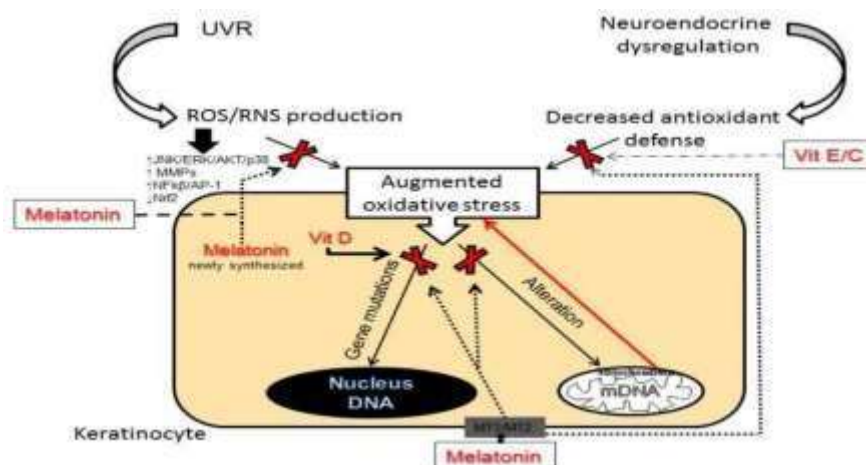 UVR
Neuroendocrine
dysregulation
ROS/RNS production
Decreased antioxidant
defense
↑JNK/ERK/AKT/p38
↑ MMPs
↑NFkβ/AP-1
↓Nrf2
Vit E/C
Augmented
oxidative stress
Melatonin
Vit D
Melatonin
newly synthesized
Gene mutations
Alteration
Nucleus
DNA
mDNA
Keratinocyte
MT1/MT2
Melatonin